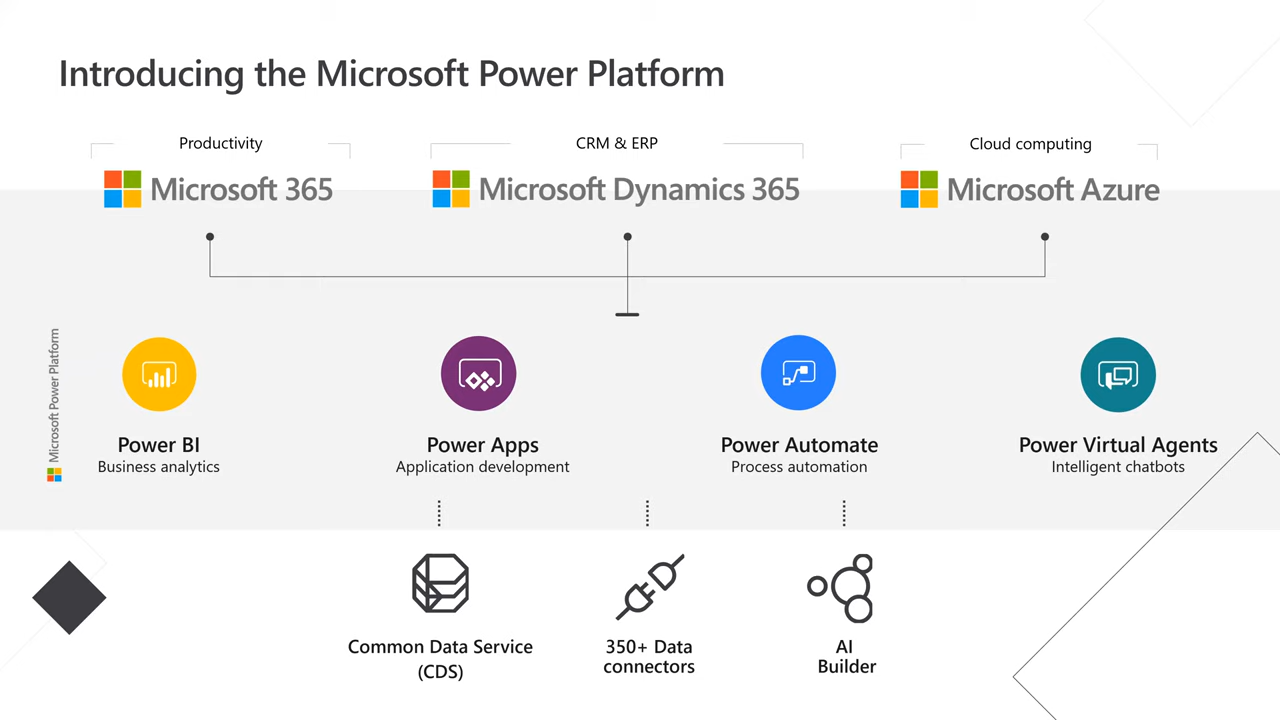 Introducing the Microsoft Power Platform
Productivity
CRM & ERP
Cloud computing
Microsoft 365
Microsoft Dynamics 365
Microsoft Azure
Microsoft Power Platform
Power BI
Business analytics
Power Apps
Application development
Power Automate
Process automation
Power Virtual Agents
Intelligent chatbots
Common Data Service
(CDS)
350+ Data
connectors
AI
Builder